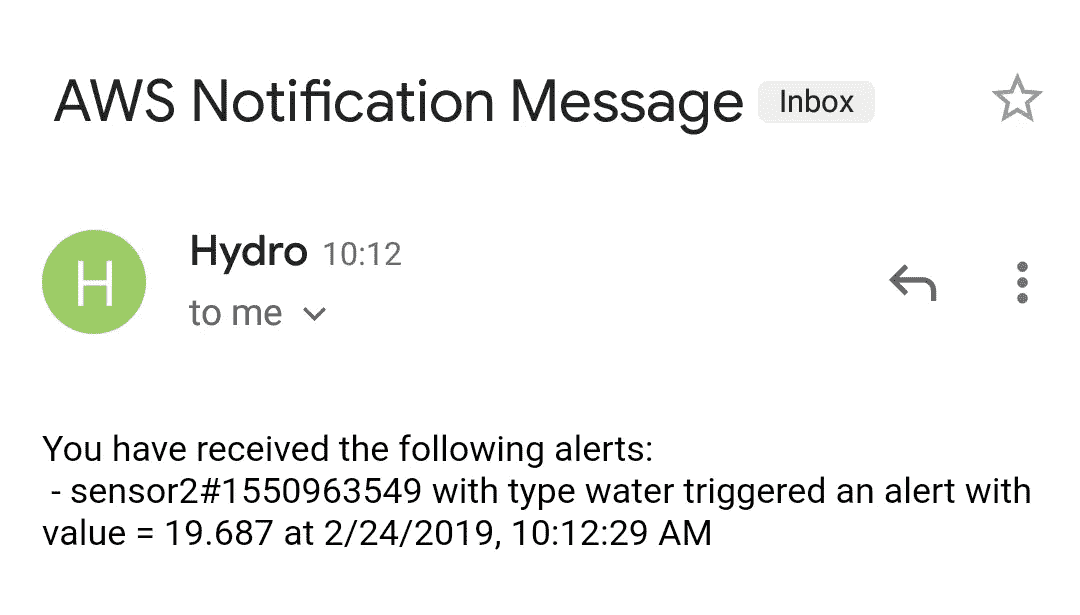 AWS Notification Message Inbox
H
Hydro 10:12
to me
You have received the following alerts:
- sensor2#1550963549 with type water triggered an alert with
value = 19.687 at 2/24/2019, 10:12:29 AM